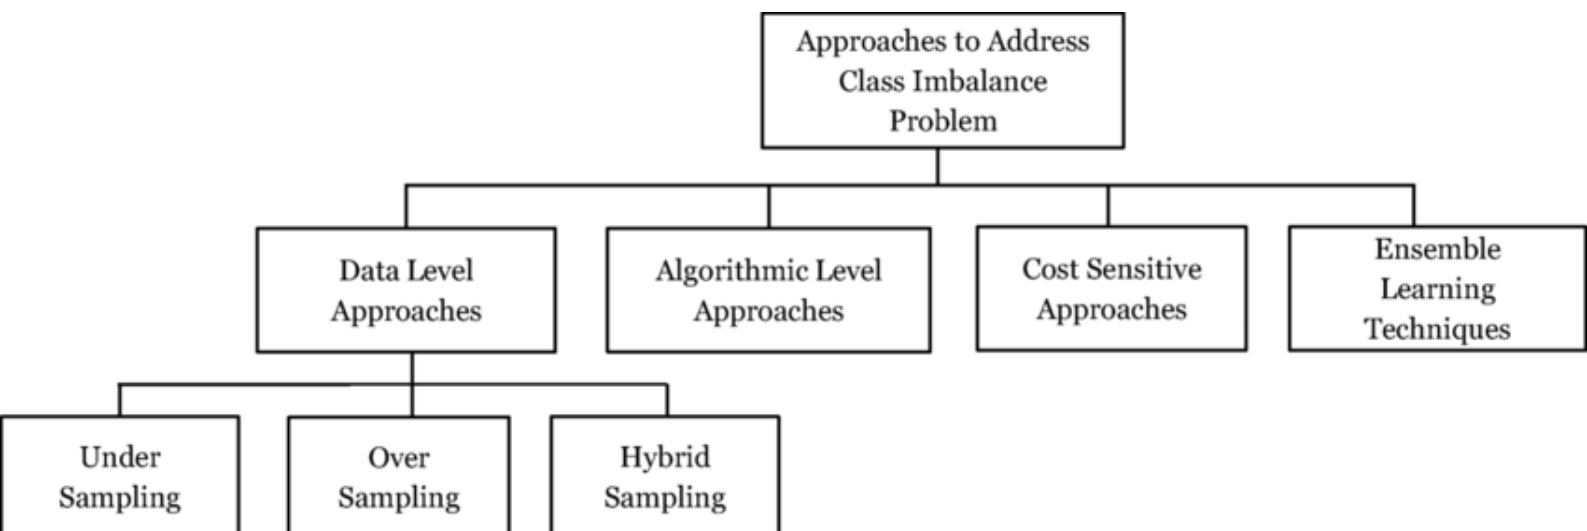 Approaches to Address
Class Imbalance
Problem
Data Level
Approaches
Algorithmic Level
Approaches
Cost Sensitive
Approaches
Ensemble
Learning
Techniques
Under
Sampling
Over
Sampling
Hybrid
Sampling